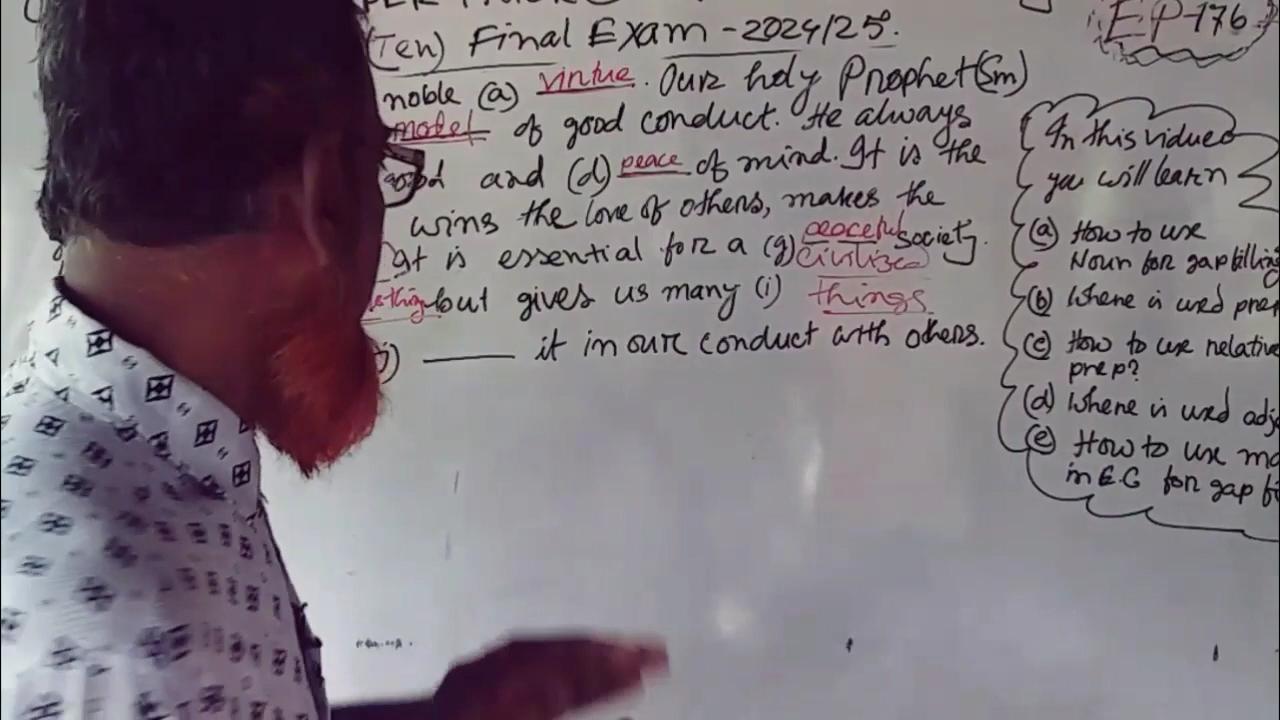 (Ten) Final Exam - 2024/25.
noble (a) virtue. Our holy Prophet (Sm)
model of good conduct. He always
and (d) peace of mind. It is the
wins the love of others, makes the
It is essential for a (g) peaceful civilized society.
but gives us many (i) things
____ it in our conduct with others.
EP-176
In this vidueo
you will learn
(a) How to use
Noun for gap filling
(b) Where is used prep
(c) How to use relative
prep?
(d) Where is used adj
(e) How to use mo
in E.G for gap fi